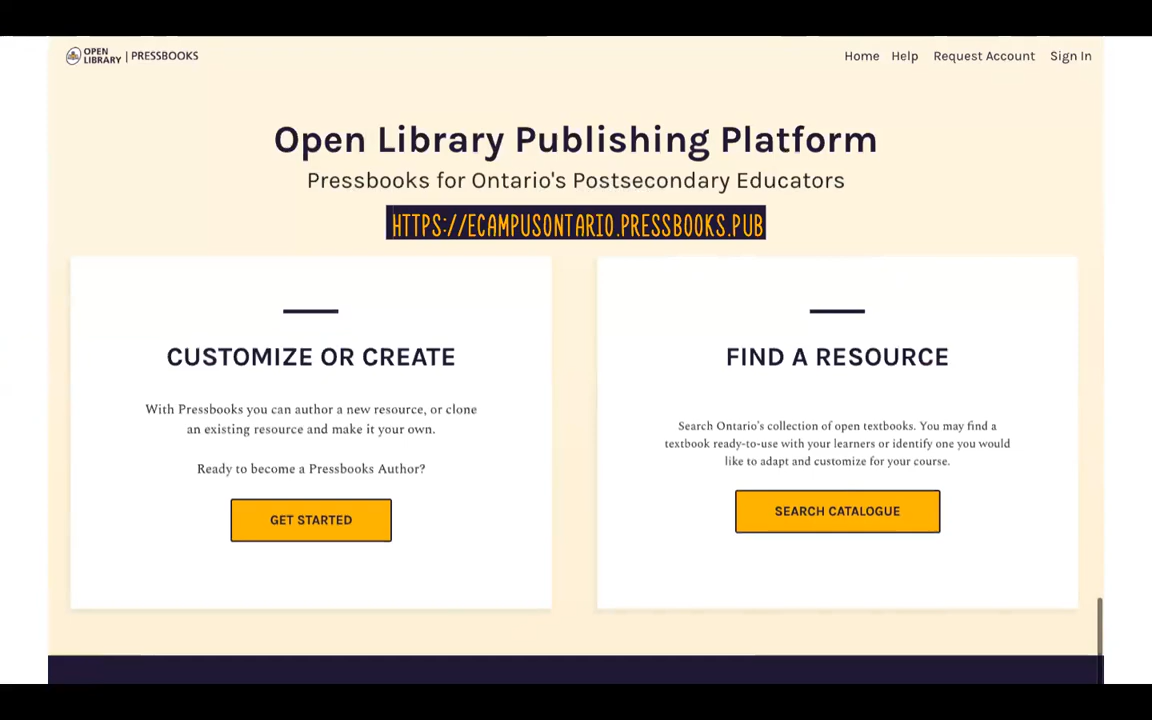 OPEN
LIBRARY | PRESSBOOKS
Home Help Request Account Sign In
Open Library Publishing Platform
Pressbooks for Ontario's Postsecondary Educators
HTTPS://ECAMPUSONTARIO.PRESSBOOKS.PUB
CUSTOMIZE OR CREATE
With Pressbooks you can author a new resource, or clone
an existing resource and make it your own.
Ready to become a Pressbooks Author?
GET STARTED
FIND A RESOURCE
Search Ontario's collection of open textbooks. You may find a
textbook ready-to-use with your learners or identify one you would
like to adapt and customize for your course.
SEARCH CATALOGUE